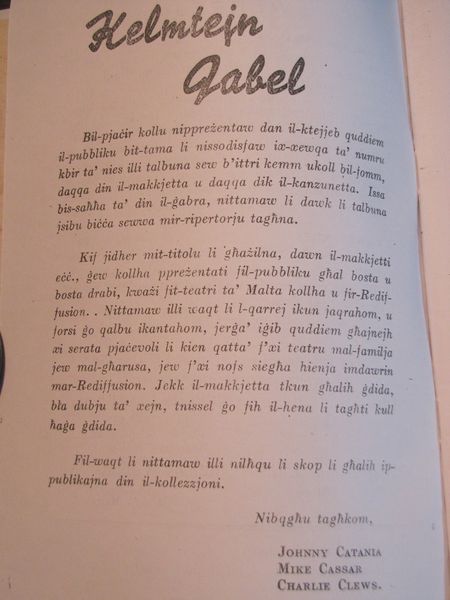 Kelmtejn
Qabel
Bil-pjaċir kollu nippreżentaw dan il-ktejjeb quddiem
il-pubbliku bit-tama li nissodisfaw ix-xewqa ta' numru
kbir ta' nies illi talbuna sew b'ittri kemm ukoll bil-fomm,
daqqa din il-makkjetta u daqqa dik il-kanzunetta. Issa
bis-saħħa ta' din il-ġabra, nittamaw li dawk li talbuna
jsibu biċċa sewwa mir-ripertorju tagħna.
Kif jidher mit-titolu li għażilna, dawn il-makkjetti
eċċ., ġew kollha ppreżentati fil-pubbliku għal bosta u
bosta drabi, kważi fit-teatri ta' Malta kollha u fir-Redif-
fusion. . Nittamaw illi waqt li l-qarrej ikun jaqrahom, u
forsi ġo qalbu ikantahom, jerġa' iġib quddiem għajnejh
xi serata pjaċevoli li kien qatta' f'xi teatru mal-familja
jew mal-għarusa, jew f'xi nofs siegħa hienja imdawrin
mar-Rediffusion. Jekk il-makkjetta tkun għalih ġdida,
bla dubju ta' xejn, tnissel ġo fih il-hena li tagħti kull
ħaġa ġdida.
Fil-waqt li nittamaw illi nilħqu li skop li għalih ip-
publikajna din il-kollezzjoni.
Nibqgħu tagħkom,
JOHNNY CATANIA
MIKE CASSAR
CHARLIE CLEWS.